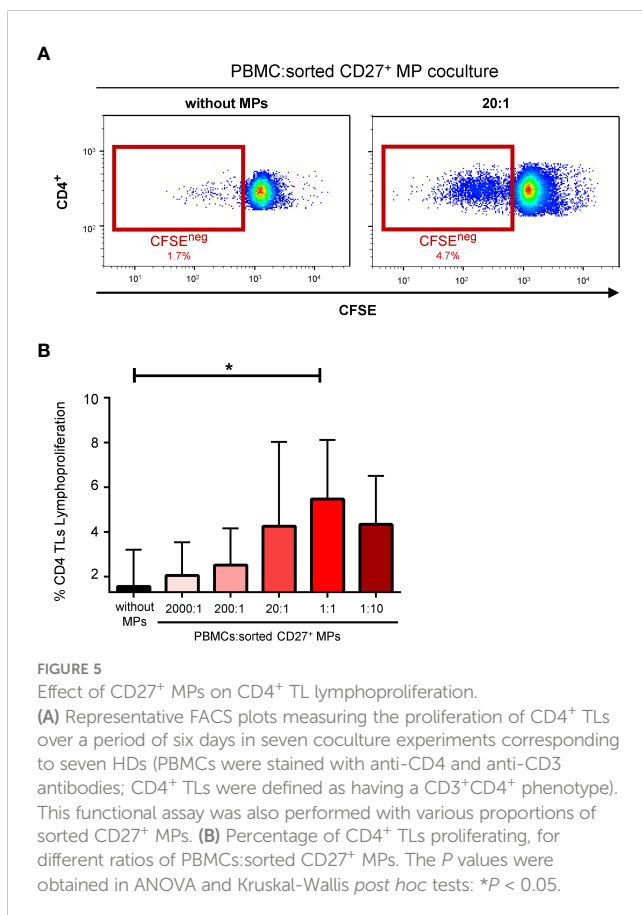 A
PBMC:sorted CD27⁺ MP coculture
without MPs
20:1
CD4⁺
10³
10²
CFSEⁿᵉᵍ
1.7%
CFSEⁿᵉᵍ
4.7%
10¹ 10² 10³ 10⁴
10¹ 10² 10³ 10⁴
CFSE
B
*
% CD4 TLs Lymphoproliferation
10
8
6
4
2
without MPs
2000:1 200:1 20:1 1:1 1:10
PBMCs:sorted CD27⁺ MPs
FIGURE 5
Effect of CD27⁺ MPs on CD4⁺ TL lymphoproliferation.
(A) Representative FACS plots measuring the proliferation of CD4⁺ TLs
over a period of six days in seven coculture experiments corresponding
to seven HDs (PBMCs were stained with anti-CD4 and anti-CD3
antibodies; CD4⁺ TLs were defined as having a CD3⁺CD4⁺ phenotype).
This functional assay was also performed with various proportions of
sorted CD27⁺ MPs. (B) Percentage of CD4⁺ TLs proliferating, for
different ratios of PBMCs:sorted CD27⁺ MPs. The P values were
obtained in ANOVA and Kruskal-Wallis post hoc tests: *P < 0.05.